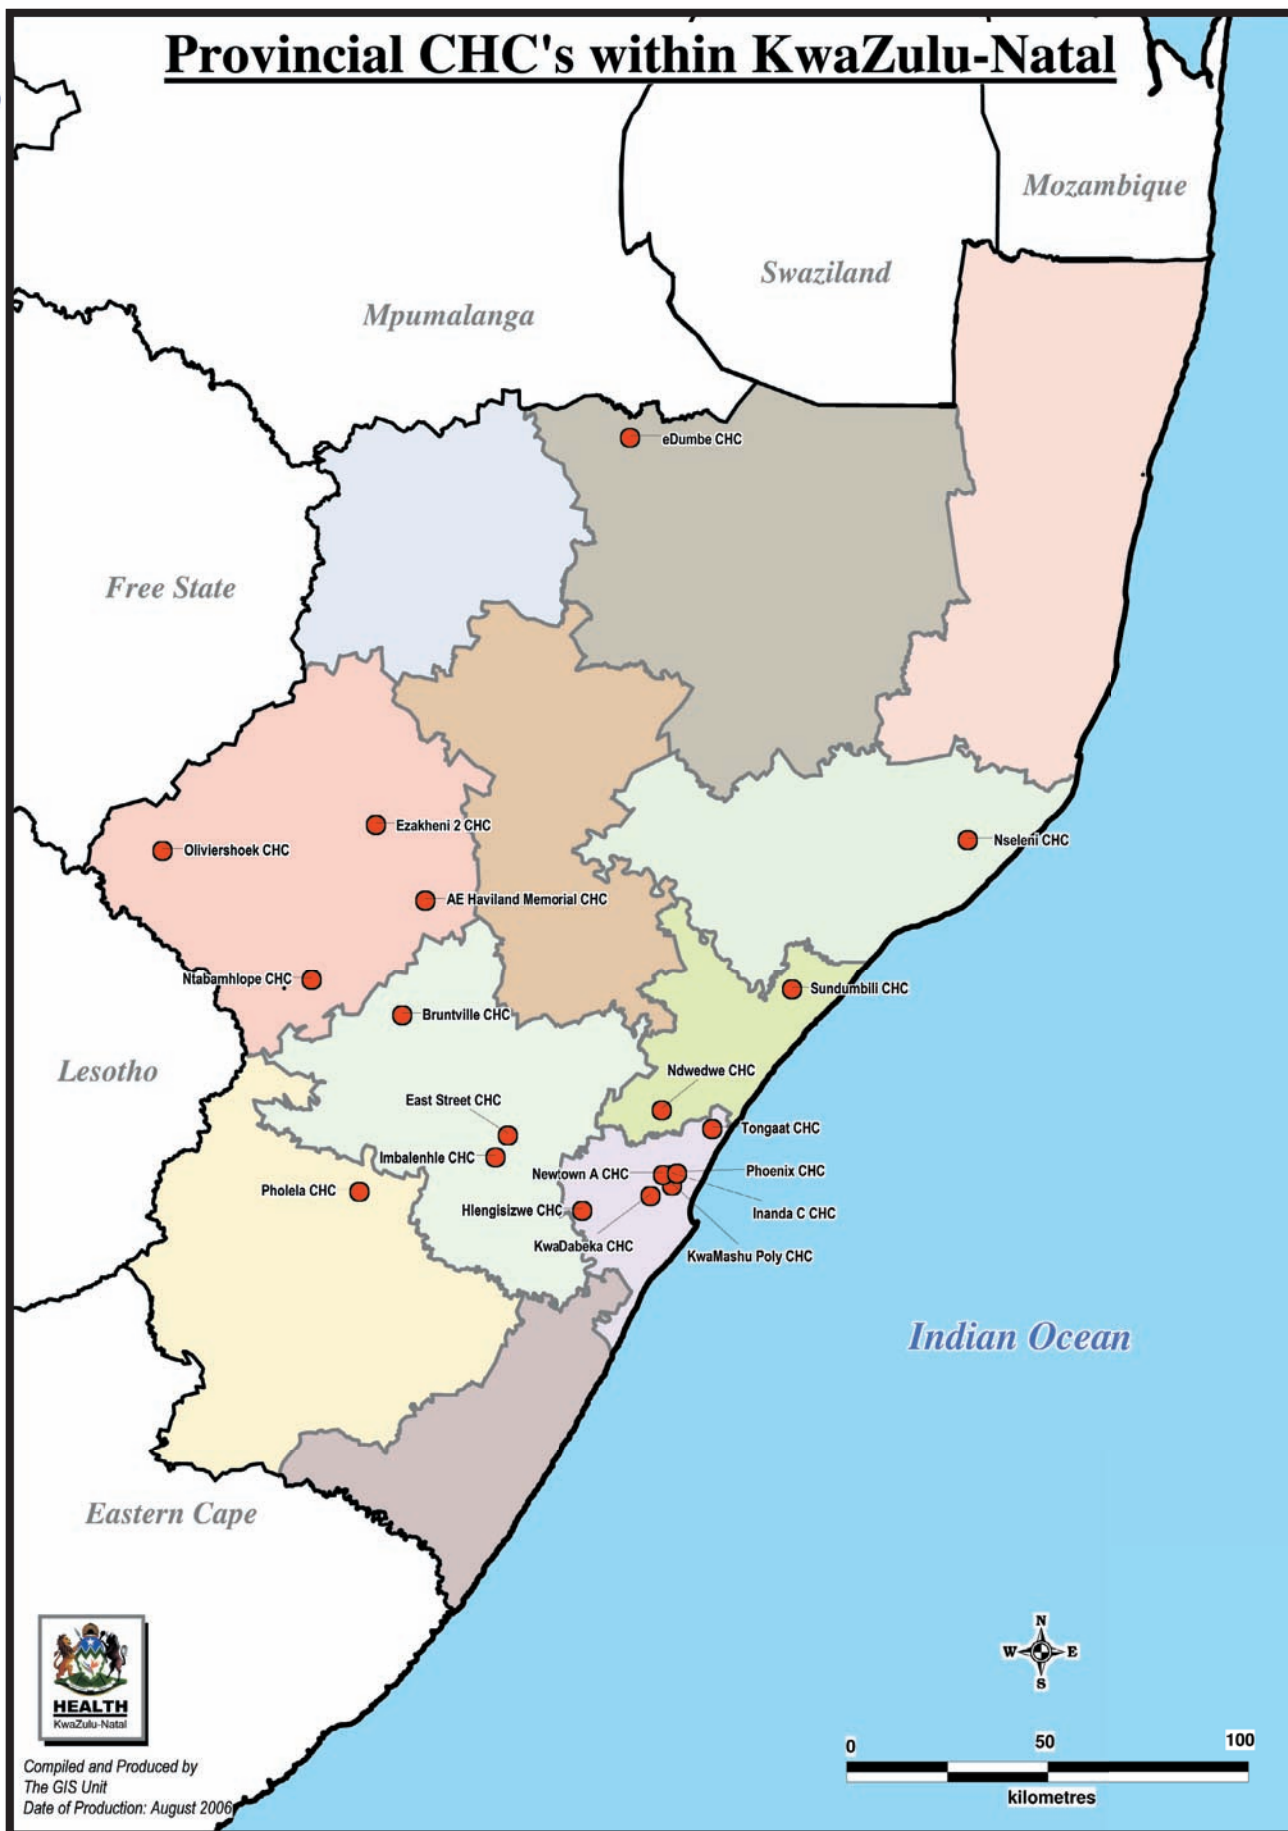 Provincial CHC's within KwaZulu-Natal
Mozambique
Swaziland
Mpumalanga
eDumbe CHC
Free State
Ezakheni 2 CHC
Oliviershoek CHC
Nseleni CHC
AE Haviland Memorial CHC
Ntabamhlope CHC
Sundumbili CHC
Bruntville CHC
Lesotho
Ndwedwe CHC
East Street CHC
Tongaat CHC
Imbalenhle CHC
Newtown A CHC
Phoenix CHC
Pholela CHC
Hlengisizwe CHC
Inanda C CHC
KwaDabeka CHC
KwaMashu Poly CHC
Indian Ocean
Eastern Cape
N
W E
S
HEALTH
KwaZulu-Natal
0 50 100
kilometres
Compiled and Produced by
The GIS Unit
Date of Production: August 2006